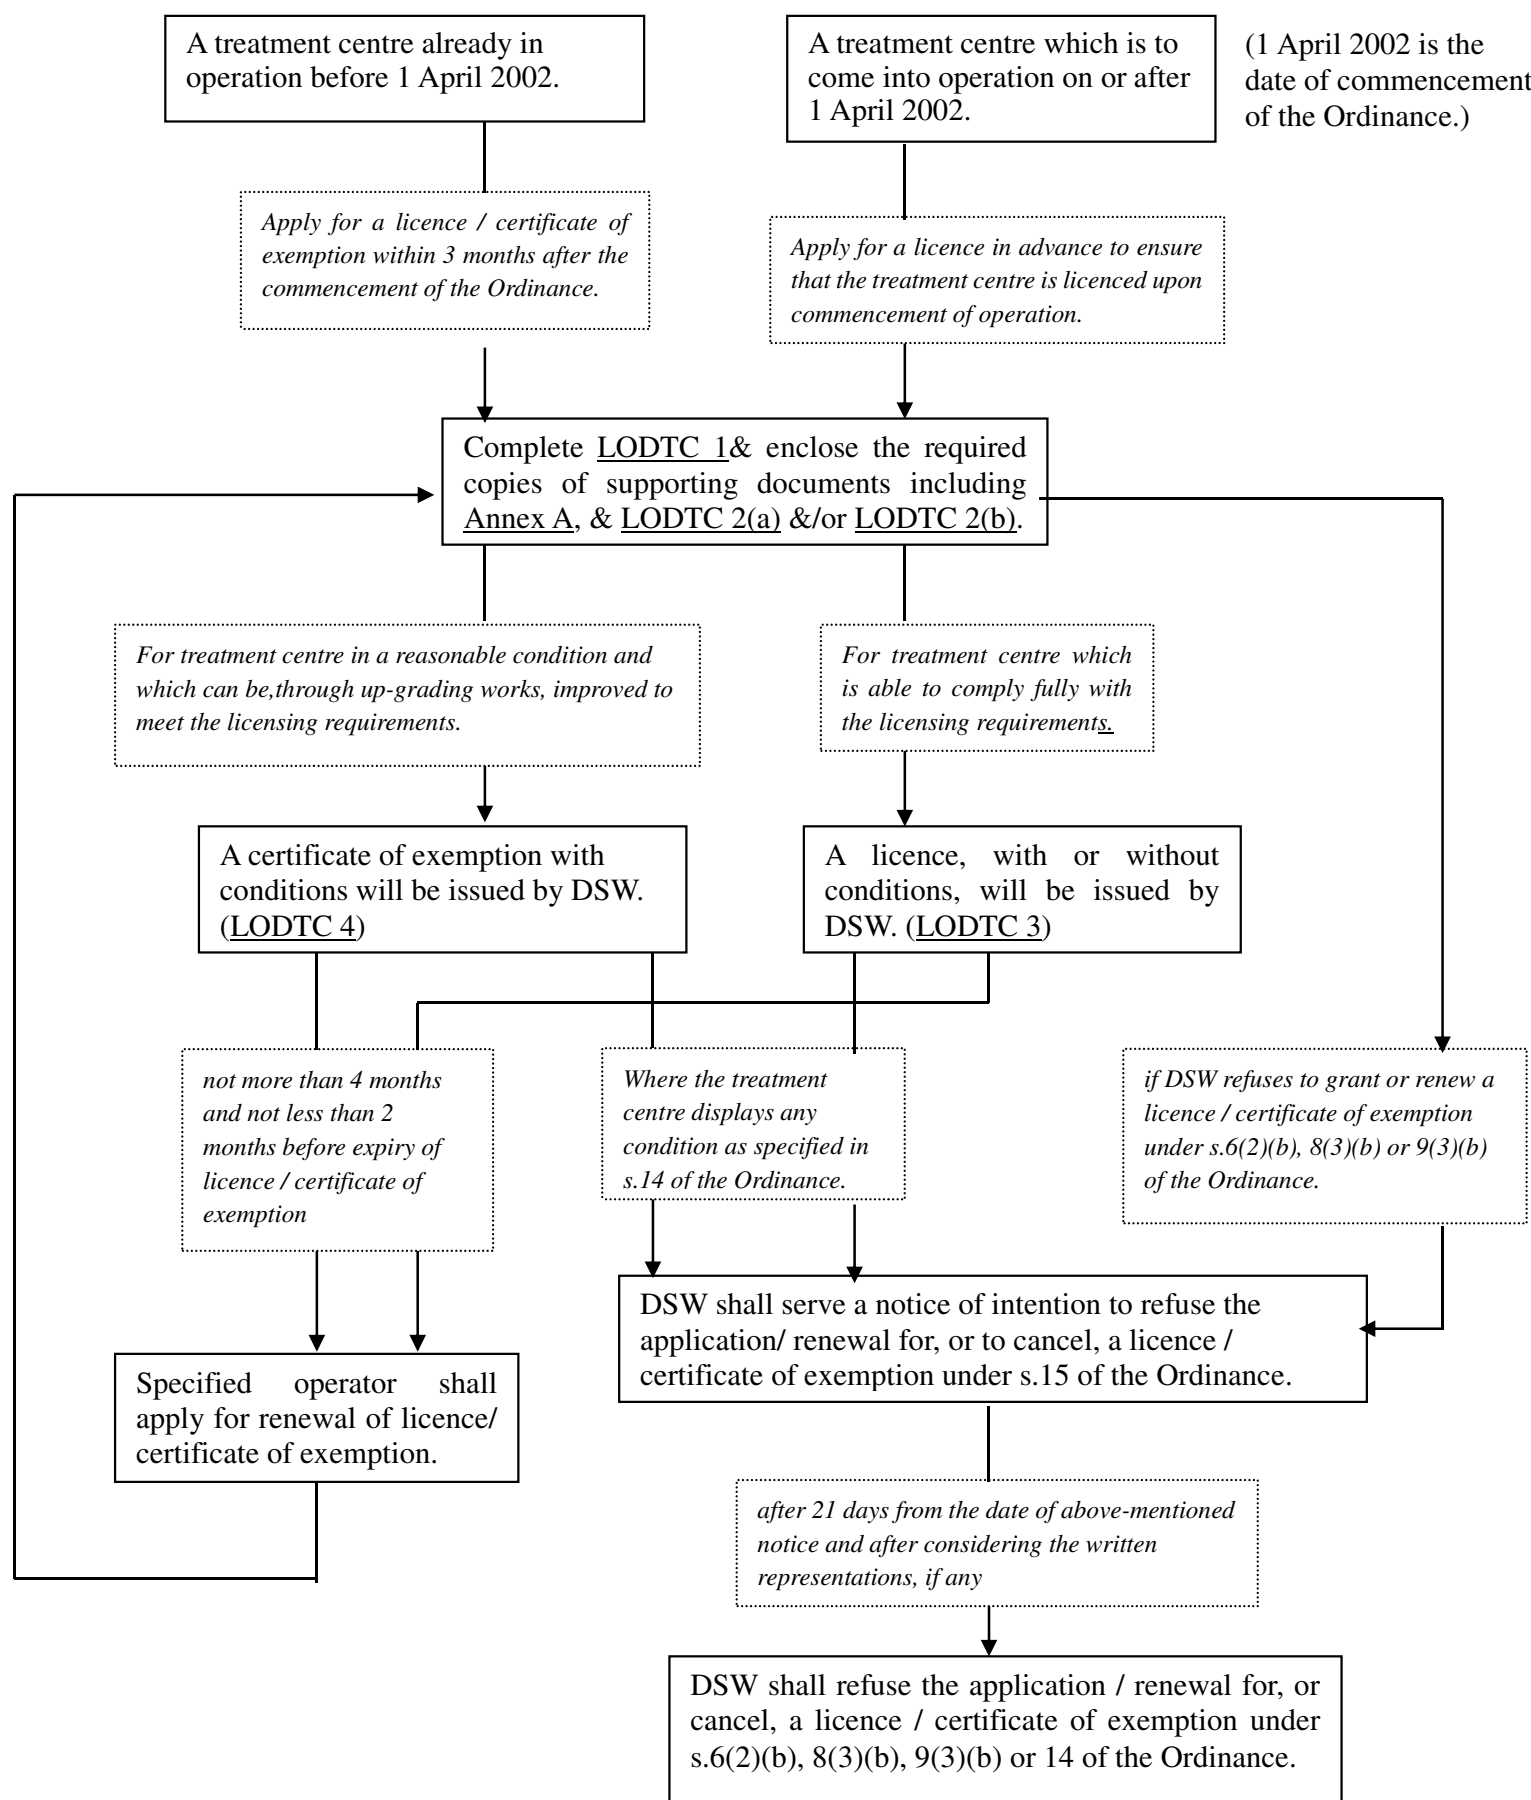 A treatment centre already in
operation before 1 April 2002.
A treatment centre which is to
come into operation on or after
1 April 2002.
(1 April 2002 is the
date of commencement
of the Ordinance.)
Apply for a licence / certificate of
exemption within 3 months after the
commencement of the Ordinance.
Apply for a licence in advance to ensure
that the treatment centre is licenced upon
commencement of operation.
Complete LODTC 1& enclose the required
copies of supporting documents including
Annex A, & LODTC 2(a) &/or LODTC 2(b).
For treatment centre in a reasonable condition and
which can be,through up-grading works, improved to
meet the licensing requirements.
For treatment centre which
is able to comply fully with
the licensing requirements.
A certificate of exemption with
conditions will be issued by DSW.
(LODTC 4)
A licence, with or without
conditions, will be issued by
DSW. (LODTC 3)
not more than 4 months
and not less than 2
months before expiry of
licence / certificate of
exemption
Where the treatment
centre displays any
condition as specified in
s.14 of the Ordinance.
if DSW refuses to grant or renew a
licence / certificate of exemption
under s.6(2)(b), 8(3)(b) or 9(3)(b)
of the Ordinance.
DSW shall serve a notice of intention to refuse the
application/ renewal for, or to cancel, a licence /
certificate of exemption under s.15 of the Ordinance.
Specified operator shall
apply for renewal of licence/
certificate of exemption.
after 21 days from the date of above-mentioned
notice and after considering the written
representations, if any
DSW shall refuse the application / renewal for, or
cancel, a licence / certificate of exemption under
s.6(2)(b), 8(3)(b), 9(3)(b) or 14 of the Ordinance.